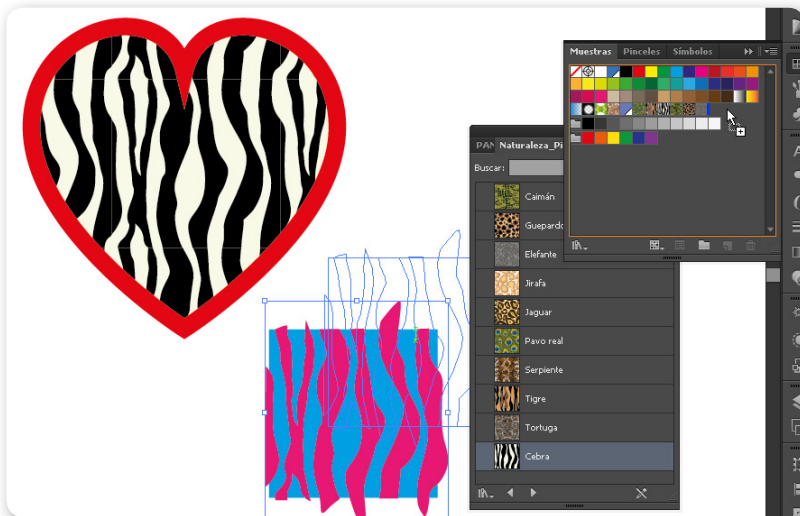 Muestras Pinceles Símbolos
PAN Naturaleza_Pi
Buscar:
Caimán
Guepardo
Elefante
Jirafa
Jaguar
Pavo real
Serpiente
Tigre
Tortuga
Cebra